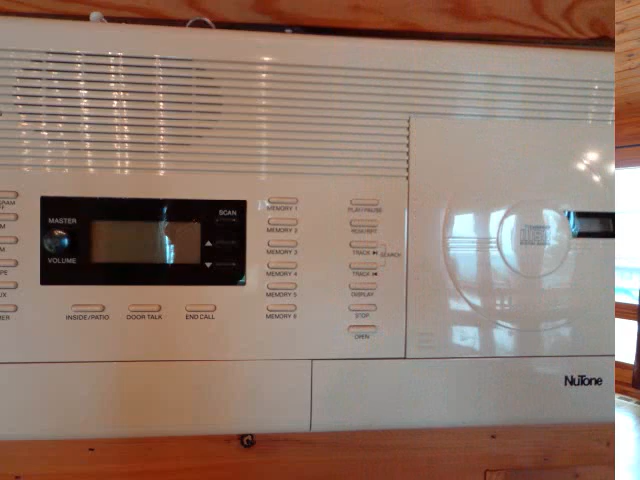 MASTER
VOLUME
SCAN
INSIDE/PATIO
DOOR TALK
END CALL
MEMORY 1
MEMORY 2
MEMORY 3
MEMORY 4
MEMORY 5
MEMORY 6
PLAY/PAUSE
TRACK
SEARCH
TRACK
DISPLAY
STOP
OPEN
NuTone